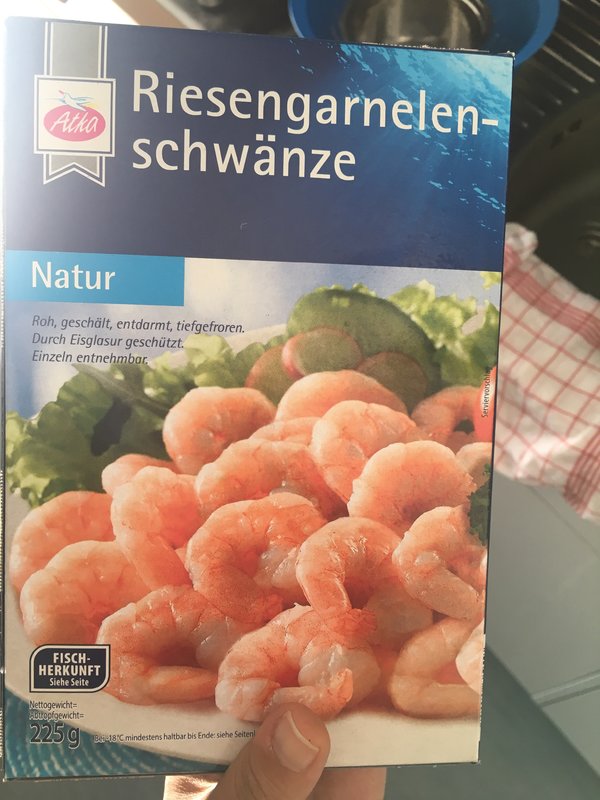 Atka
Riesengarnelen-
schwänze
Natur
Roh, geschält, entdarmt, tiefgefroren.
Durch Eisglasur geschützt.
Einzeln entnehmbar.
Serviervorschlag
FISCH-
HERKUNFT
Siehe Seite
Nettogewicht=
Abtropfgewicht=
225g
Bei -18°C mindestens haltbar bis Ende: siehe Seitenl